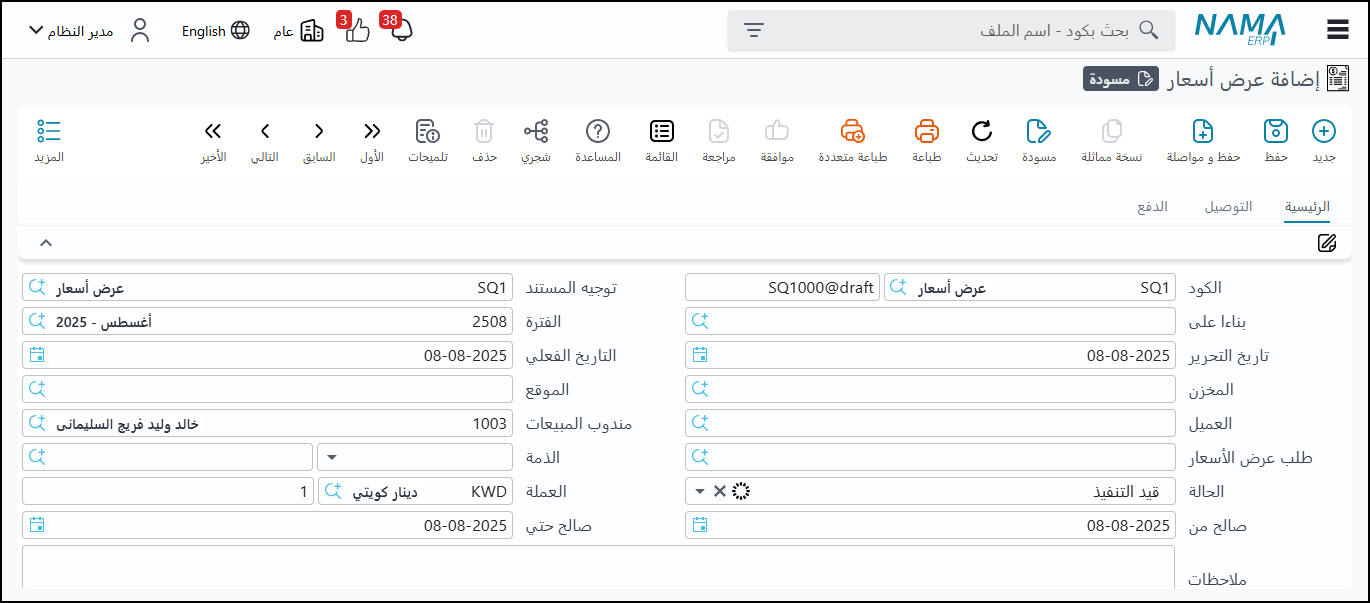 NAMA ERP بحث بكود - اسم الملف 38 3 عام English مدير النظام
إضافة عرض أسعار مسودة
جديد حفظ حفظ و مواصلة نسخة مماثلة مسودة تحديث طباعة طباعة متعددة موافقة مراجعة القائمة المساعدة شجري حذف تلميحات الأول السابق التالي الأخير المزيد
الرئيسية التوصيل الدفع
الكود SQ1 عرض أسعار SQ1000@draft توجيه المستند SQ1 عرض أسعار
بناءا على الفترة 2508 أغسطس - 2025
تاريخ التحرير 08-08-2025 التاريخ الفعلي 08-08-2025
المخزن الموقع
العميل مندوب المبيعات 1003 خالد وليد فريج السليمانى
طلب عرض الأسعار الذمة
الحالة قيد التنفيذ العملة KWD دينار كويتي 1
صالح من 08-08-2025 صالح حتي 08-08-2025
ملاحظات